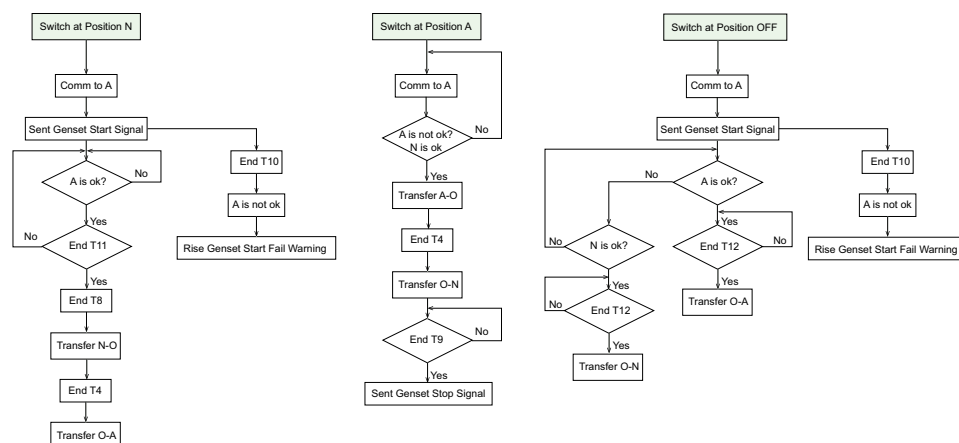 Switch at Position N
Comm to A
Sent Genset Start Signal
A is ok?
No
Yes
End T11
No
Yes
End T8
Transfer N-O
End T4
Transfer O-A
End T10
A is not ok
Rise Genset Start Fail Warning
Switch at Position A
Comm to A
A is not ok?
N is ok
No
Yes
Transfer A-O
End T4
Transfer O-N
End T9
No
Yes
Sent Genset Stop Signal
Switch at Position OFF
Comm to A
Sent Genset Start Signal
A is ok?
No
Yes
N is ok?
Yes
End T12
No
Transfer O-N
End T12
No
Yes
Transfer O-A
End T10
A is not ok
Rise Genset Start Fail Warning